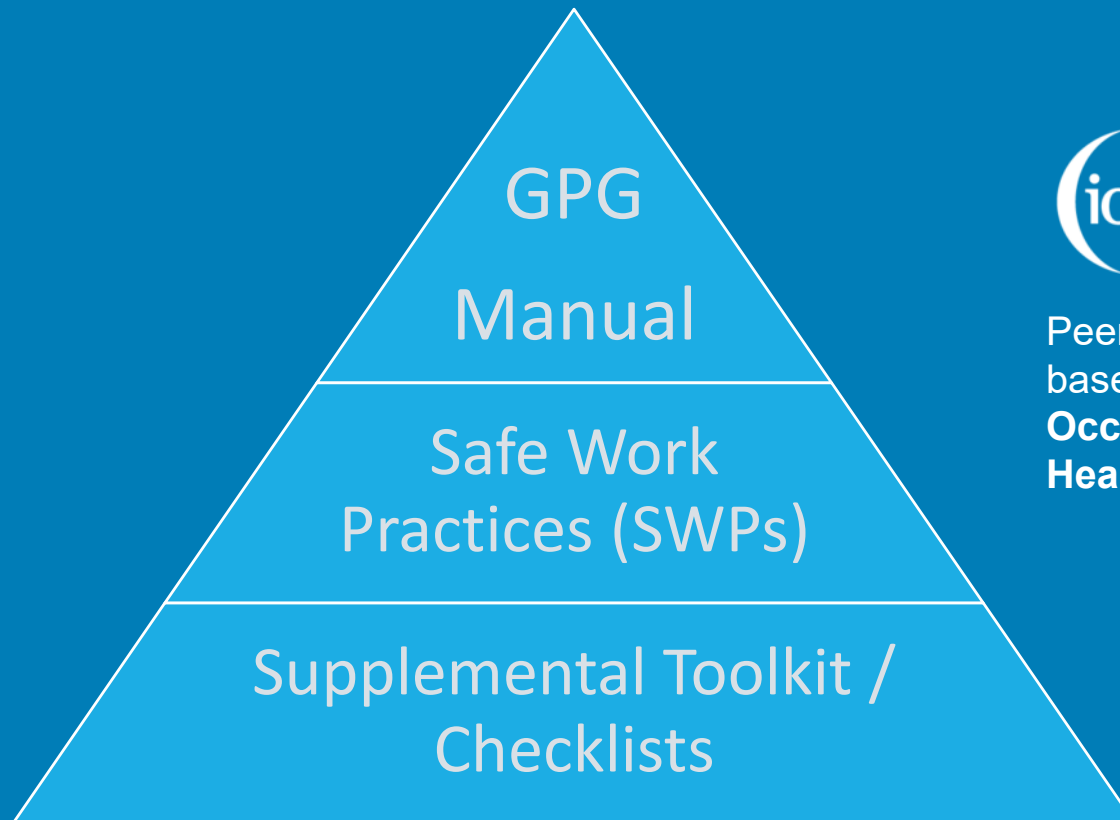 GPG
Manual
Safe Work
Practices (SWPs)
Supplemental Toolkit /
Checklists